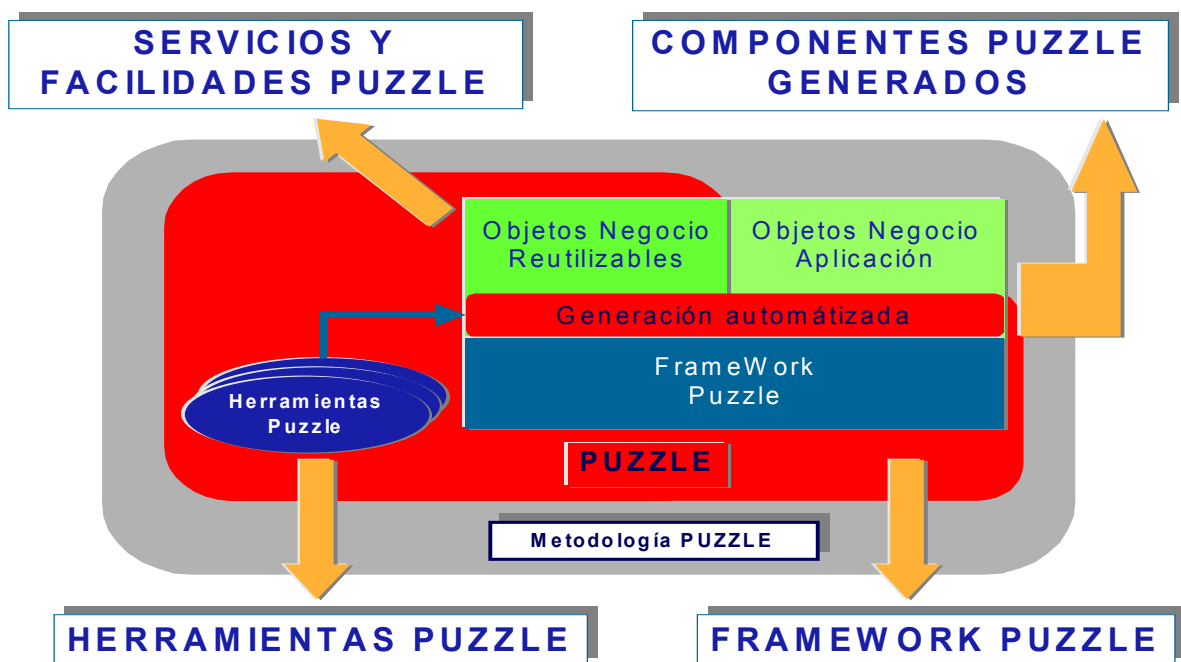 SERVICIOS Y
FACILIDADES PUZZLE
COMPONENTES PUZZLE
GENERADOS
Objetos Negocio
Reutilizables
Objetos Negocio
Aplicación
Generación automátizada
FrameWork
Puzzle
Herramientas
Puzzle
PUZZLE
Metodología PUZZLE
HERRAMIENTAS PUZZLE
FRAMEWORK PUZZLE